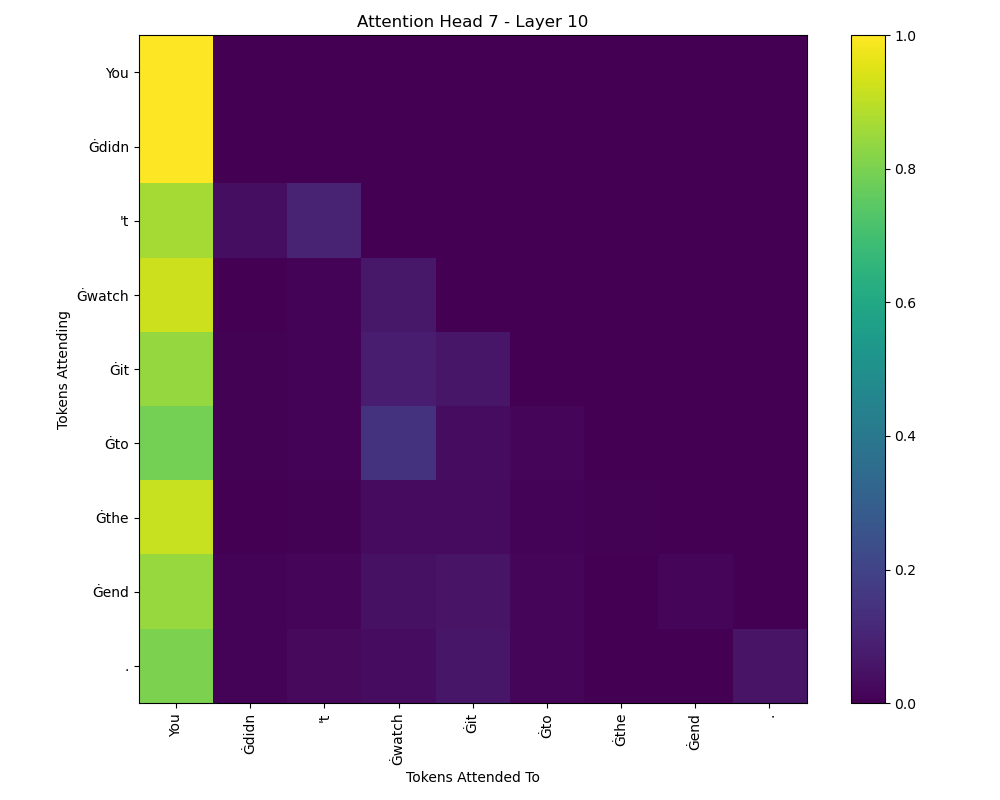 Attention Head 7 - Layer 10
Tokens Attending
You
Ġdidn
't
Ġwatch
Ġit
Ġto
Ġthe
Ġend
.
You
Ġdidn
't
Ġwatch
Ġit
Ġto
Ġthe
Ġend
.
Tokens Attended To
1.0
0.8
0.6
0.4
0.2
0.0